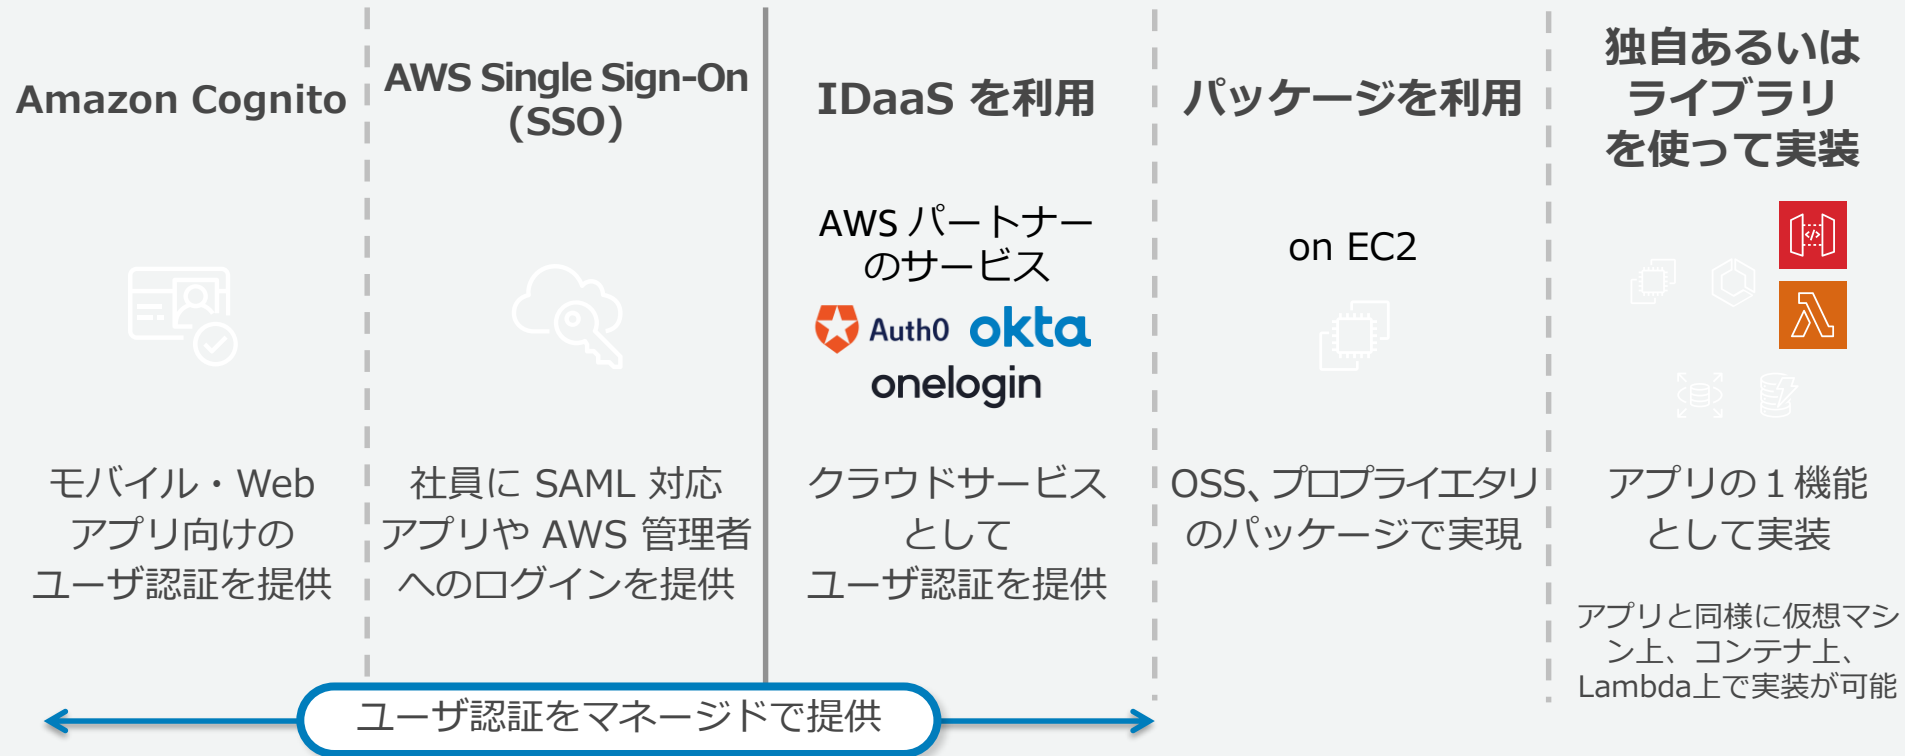 Amazon Cognito
AWS Single Sign-On
(SSO)
IDaaS を利用
パッケージを利用
独自あるいは
ライブラリ
を使って実装
AWS パートナー
のサービス
Auth0
okta
onelogin
on EC2
モバイル・Web
アプリ向けの
ユーザ認証を提供
社員に SAML 対応
アプリや AWS 管理者
へのログインを提供
クラウドサービス
として
ユーザ認証を提供
OSS、プロプライエタリ
のパッケージで実現
アプリの１機能
として実装
アプリと同様に仮想マシ
ン上、コンテナ上、
Lambda上で実装が可能
ユーザ認証をマネージドで提供